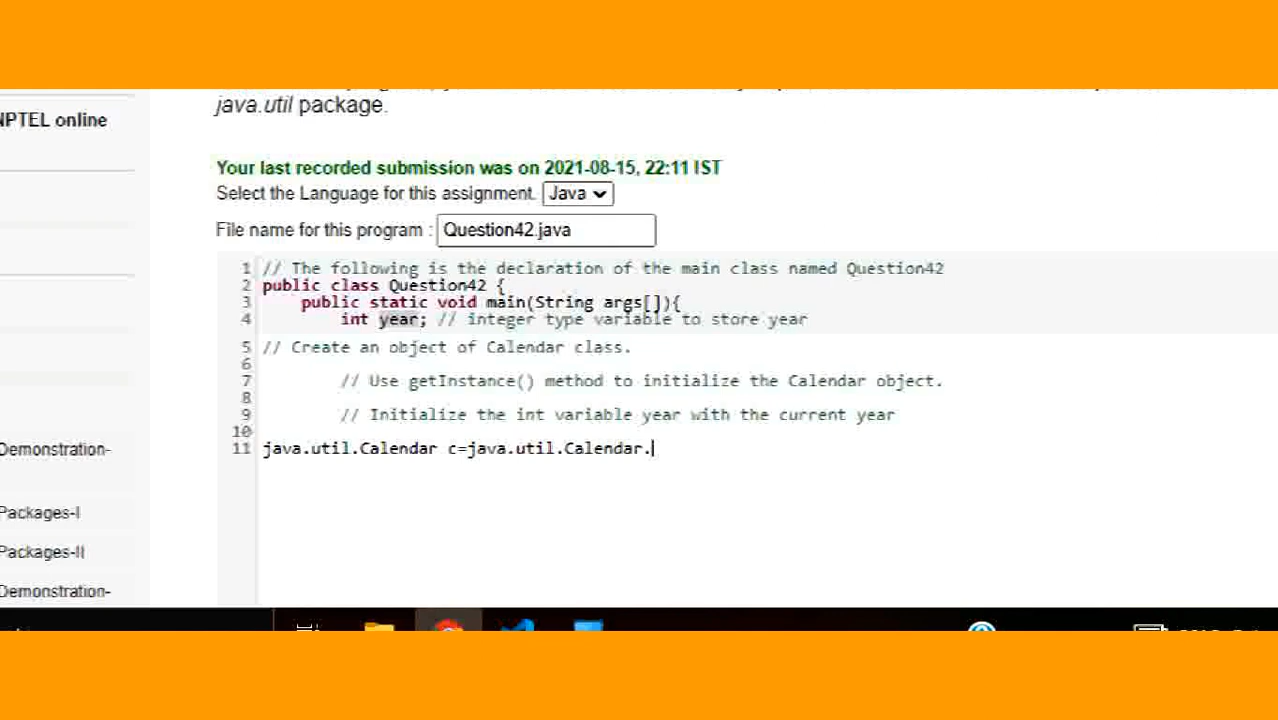 java.util package.
NPTEL online
Your last recorded submission was on 2021-08-15, 22:11 IST
Select the Language for this assignment. Java
File name for this program : Question42.java
1 // The following is the declaration of the main class named Question42
2 public class Question42 {
3 public static void main(String args[]){
4 int year; // integer type variable to store year
5 // Create an object of Calendar class.
6
7 // Use getInstance() method to initialize the Calendar object.
8
9 // Initialize the int variable year with the current year
10
11 java.util.Calendar c=java.util.Calendar.
Demonstration-
Packages-I
Packages-II
Demonstration-